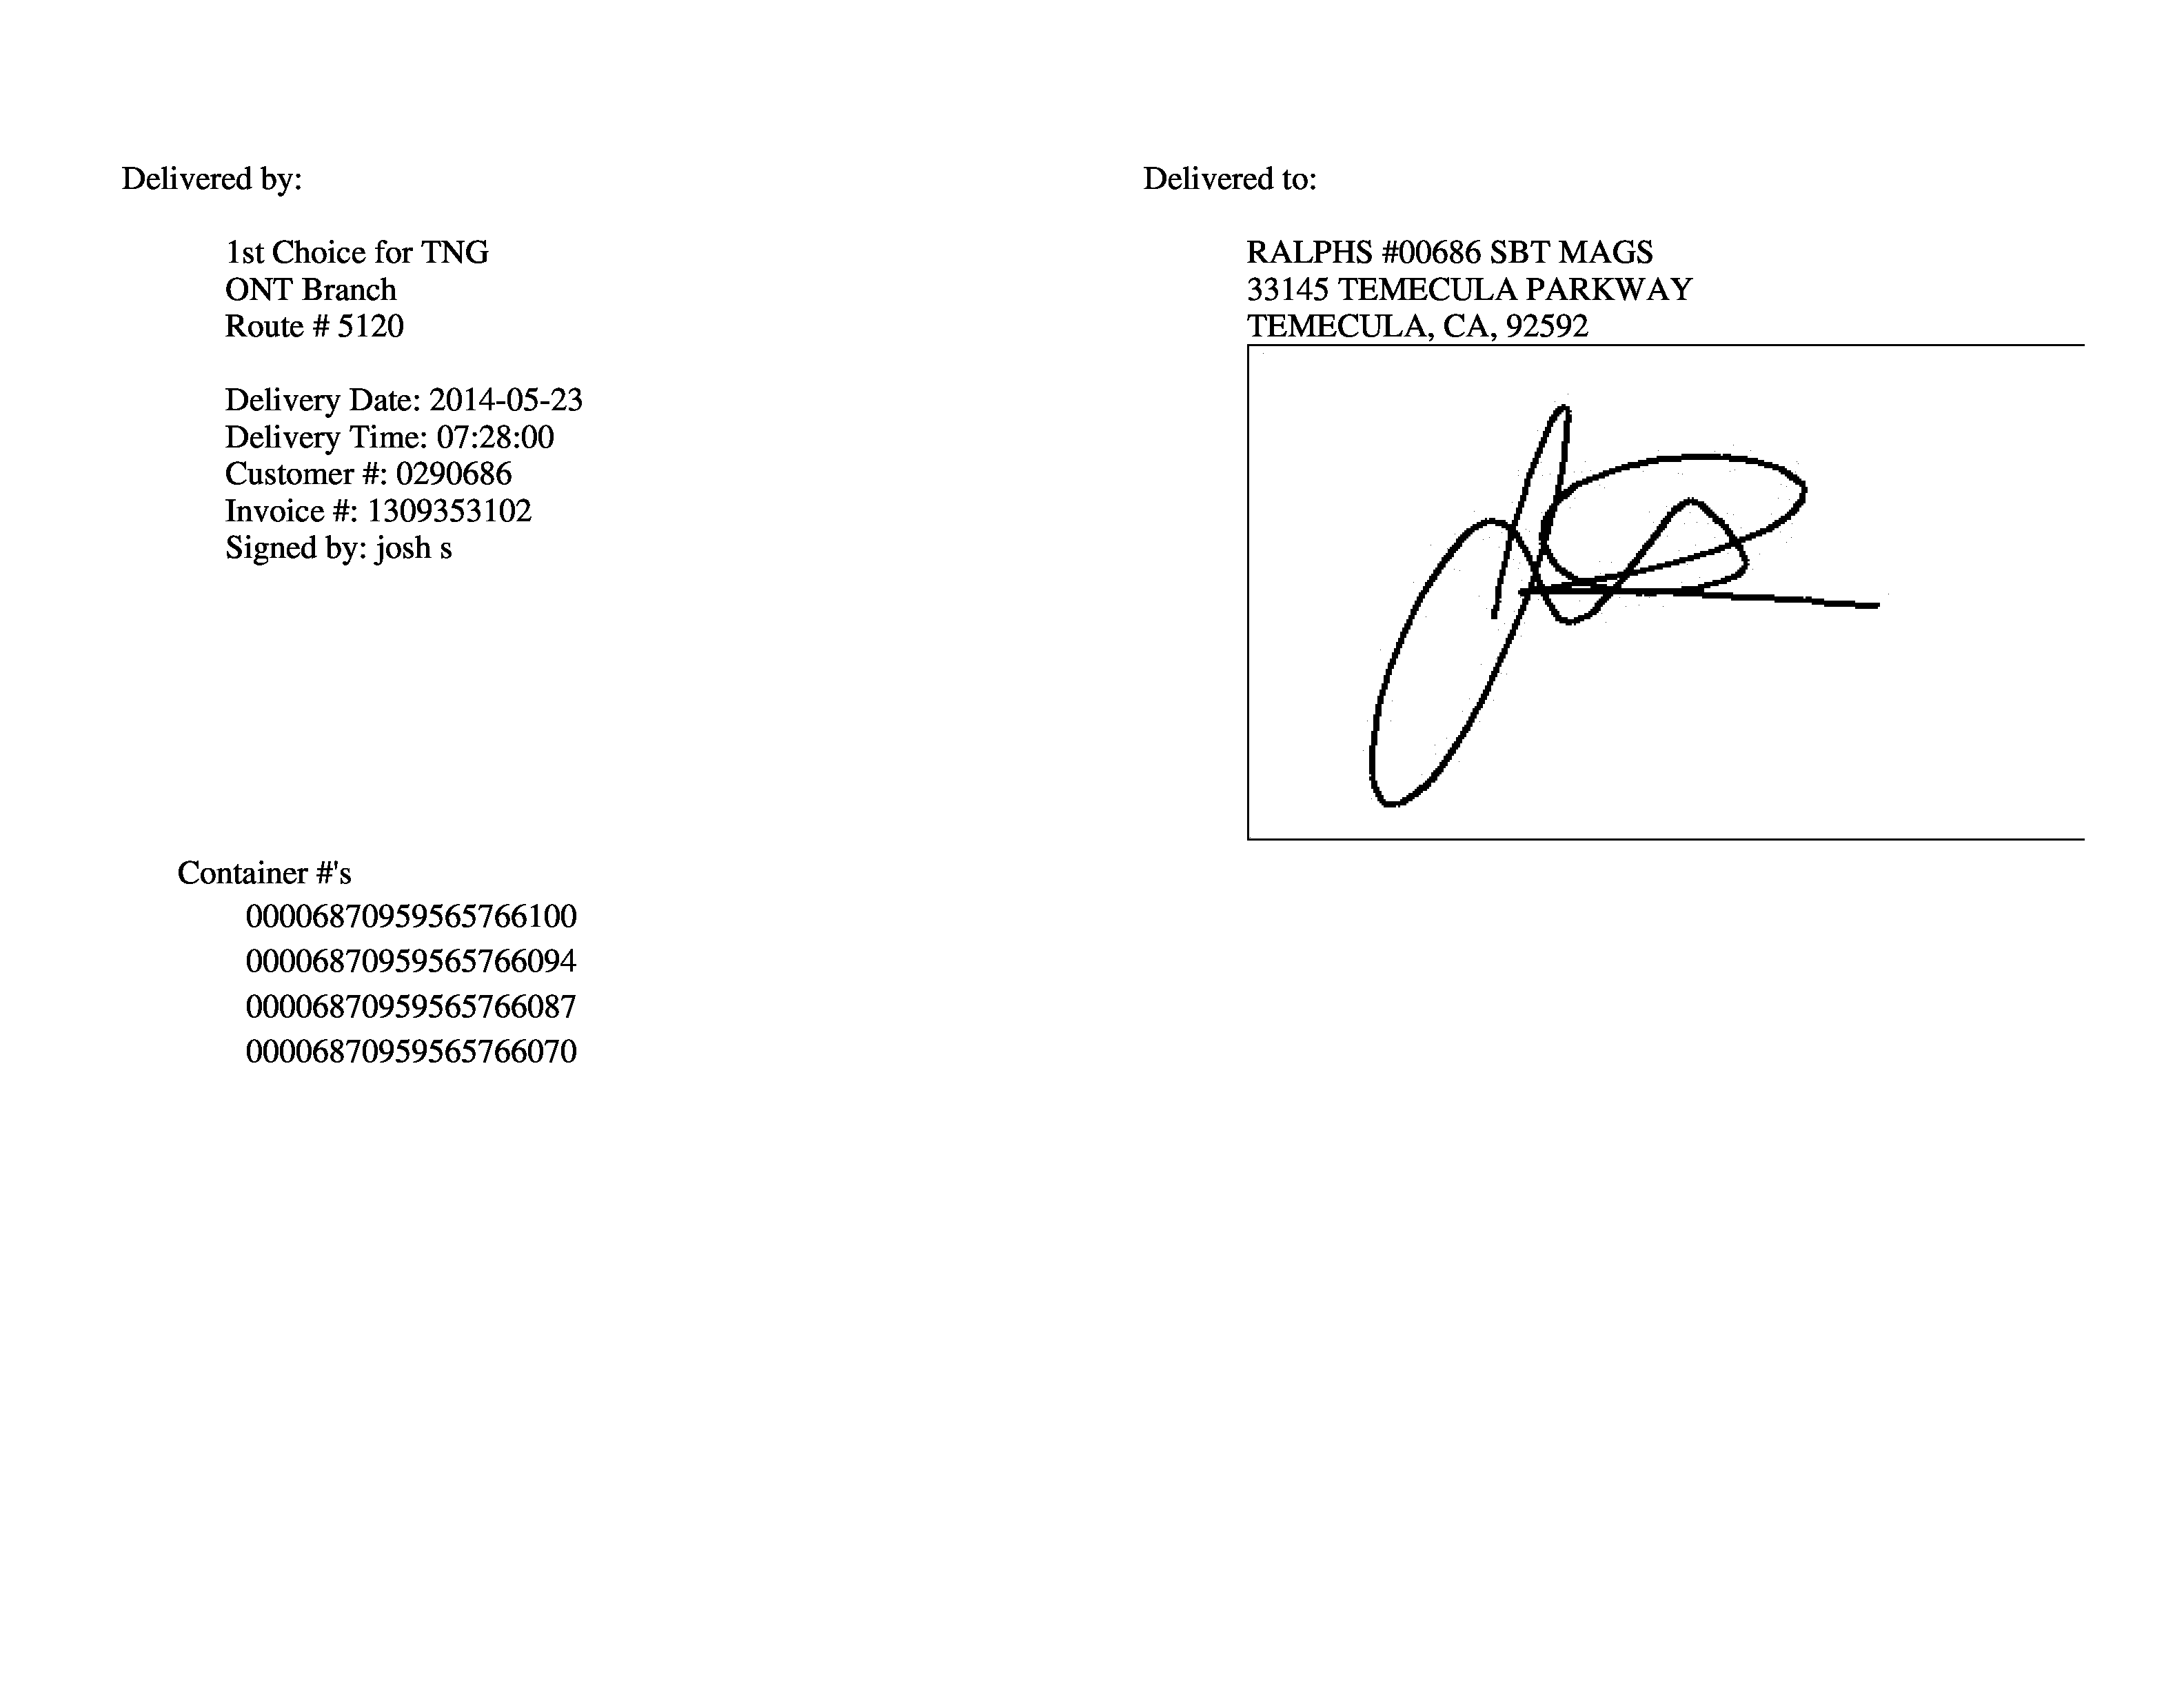 Delivered by:
1st Choice for TNG
ONT Branch
Route # 5120
Delivery Date: 2014-05-23
Delivery Time: 07:28:00
Customer #: 0290686
Invoice #: 1309353102
Signed by: josh s
Delivered to:
RALPHS #00686 SBT MAGS
33145 TEMECULA PARKWAY
TEMECULA, CA, 92592
Container #'s
00006870959565766100
00006870959565766094
00006870959565766087
00006870959565766070